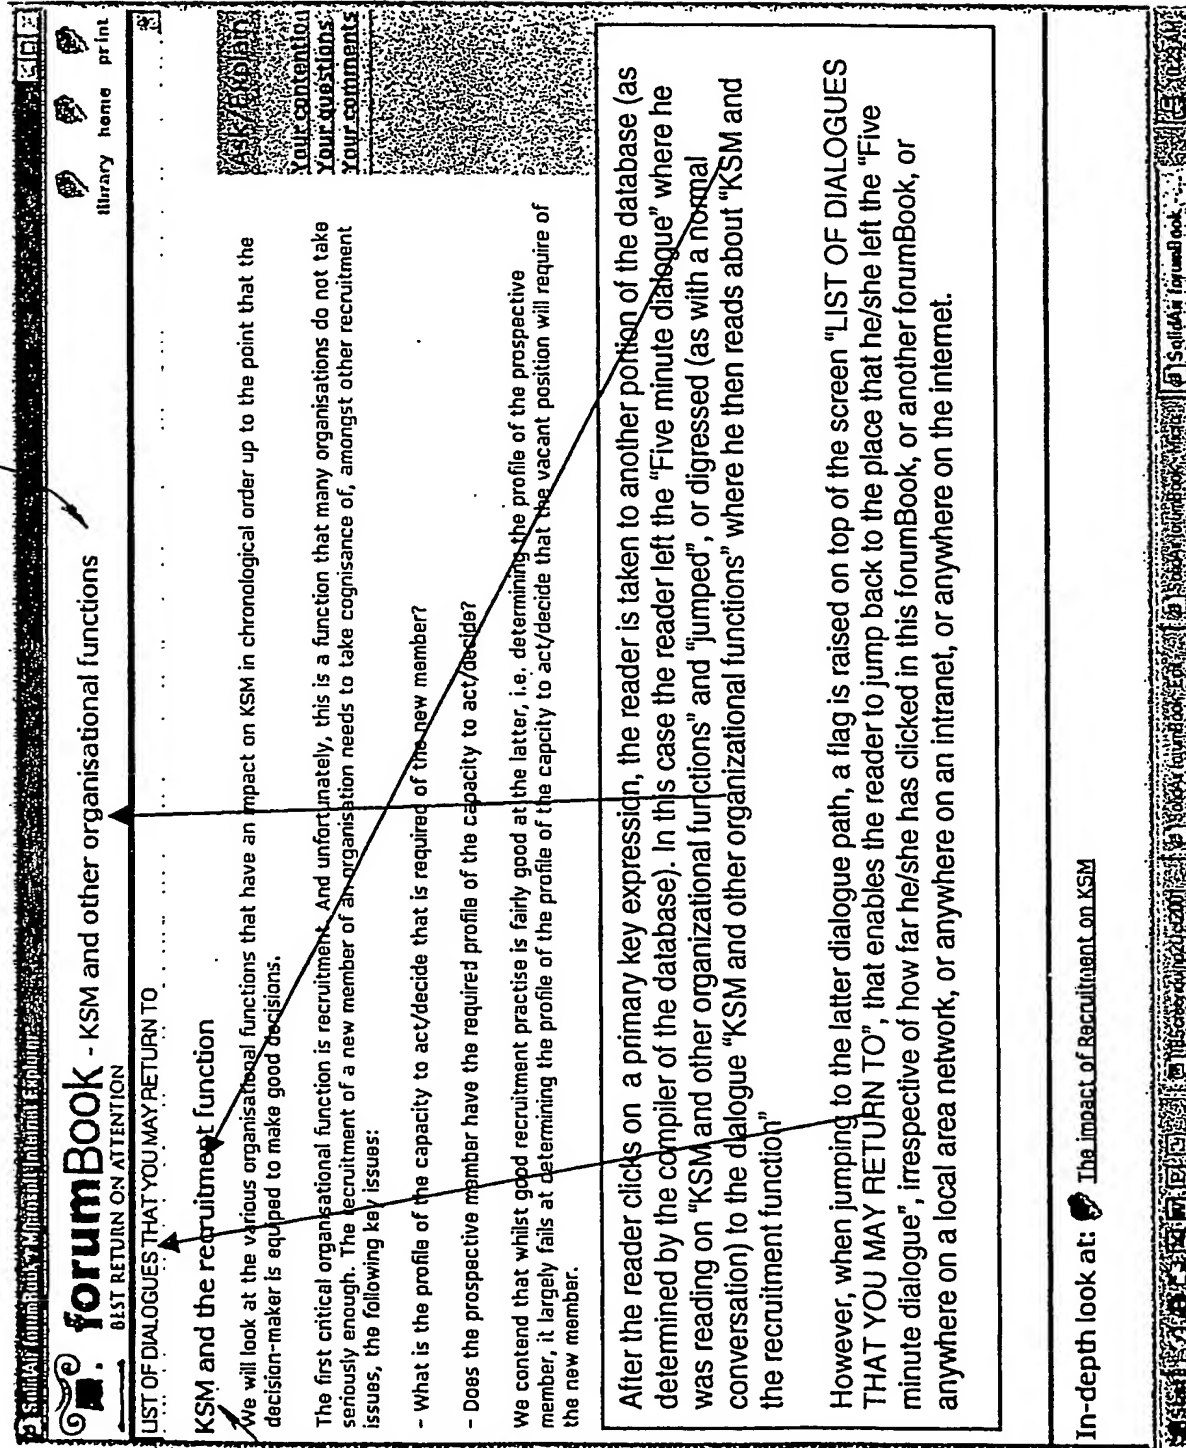 forumBOOK - KSM and other organisational functions
BEST RETURN ON ATTENTION
library home print
LIST OF DIALOGUES THAT YOU MAY RETURN TO
KSM and the recruitment function
We will look at the various organisational functions that have an impact on KSM in chronological order up to the point that the
decision-maker is equiped to make good decisions.
The first critical organisational function is recruitment. And unfortunately, this is a function that many organisations do not take
seriously enough. The recruitment of a new member of an organisation needs to take cognisance of, amongst other recruitment
issues, the following key issues:
- What is the profile of the capacity to act/decide that is required of the new member?
- Does the prospective member have the required profile of the capacity to act/decide?
We contend that whilst good recruitment practise is fairly good at the latter, i.e. determining the profile of the prospective
member, it largely fails at determining the profile of the profile of the capcity to act/decide that the vacant position will require of
the new member.
Ask/Explain
Your contention
Your questions
Your comments
After the reader clicks on a primary key expression, the reader is taken to another portion of the database (as
determined by the compiler of the database). In this case the reader left the "Five minute dialogue" where he
was reading on "KSM and other organizational functions" and "jumped", or digressed (as with a normal
conversation) to the dialogue "KSM and other organizational functions" where he then reads about "KSM and
the recruitment function"
However, when jumping to the latter dialogue path, a flag is raised on top of the screen "LIST OF DIALOGUES
THAT YOU MAY RETURN TO", that enables the reader to jump back to the place that he/she left the "Five
minute dialogue", irrespective of how far he/she has clicked in this forumBook, or another forumBook, or
anywhere on a local area network, or anywhere on an intranet, or anywhere on the internet.
In-depth look at: The impact of Recruitment on KSM
SolidAir forumBook